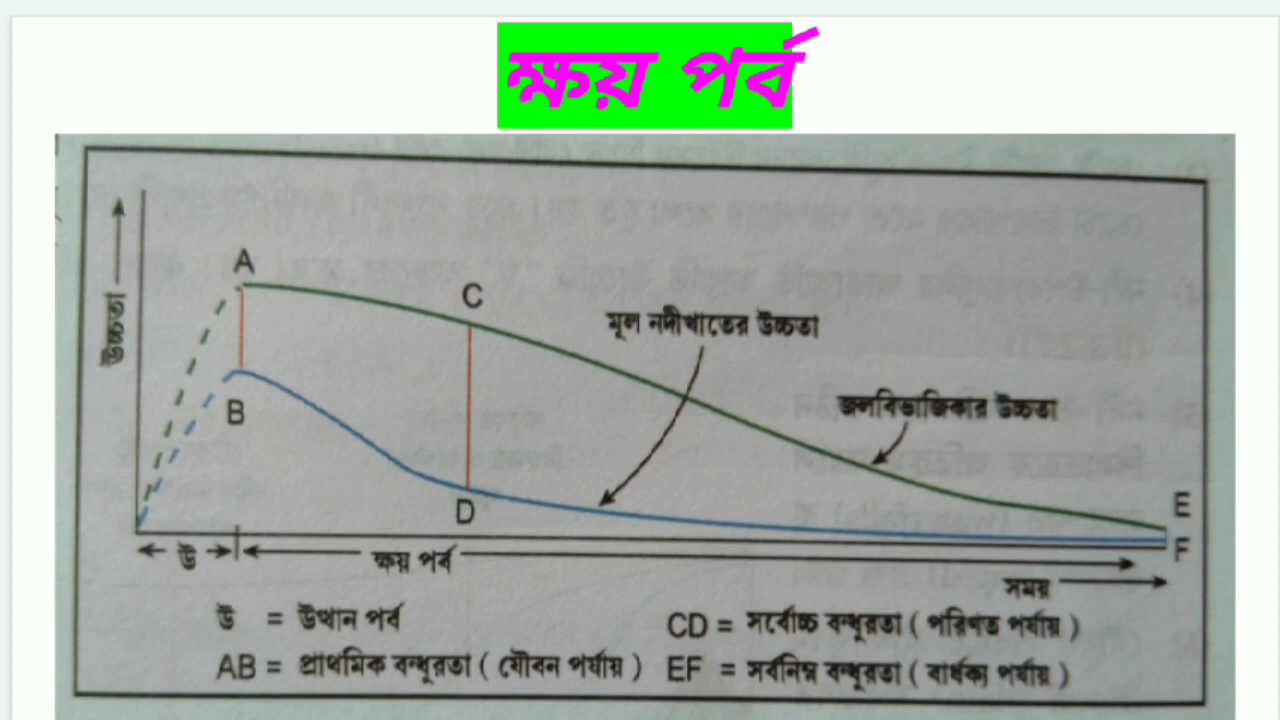 ক্ষয় পর্ব
A
উচ্চতা
C
মূল নদীখাতের উচ্চতা
জলবিভাজিকার উচ্চতা
B
D
E
F
উ
ক্ষয় পর্ব
সময়
উ = উত্থান পর্ব
CD = সর্বোচ্চ বন্ধুরতা ( পরিণত পর্যায় )
AB = প্রাথমিক বন্ধুরতা ( যৌবন পর্যায় )
EF = সর্বনিম্ন বন্ধুরতা ( বার্ধক্য পর্যায় )